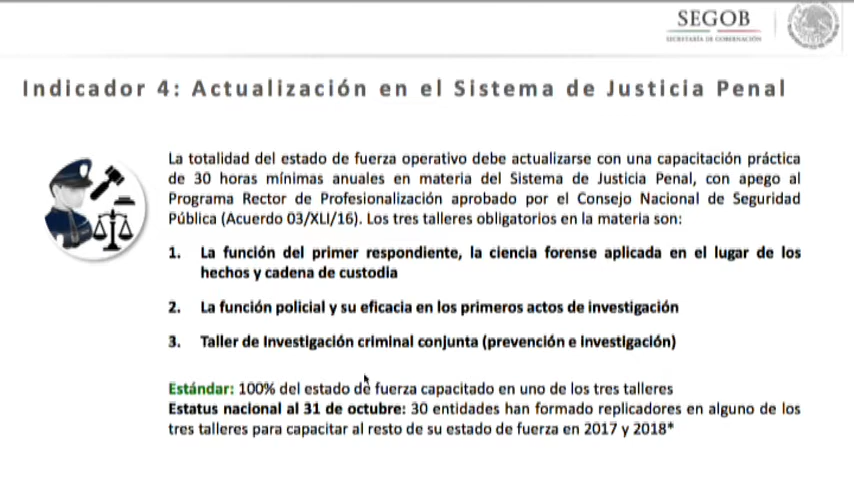 SEGOB
SECRETARÍA DE GOBERNACIÓN
Indicador 4: Actualización en el Sistema de Justicia Penal
La totalidad del estado de fuerza operativo debe actualizarse con una capacitación práctica
de 30 horas mínimas anuales en materia del Sistema de Justicia Penal, con apego al
Programa Rector de Profesionalización aprobado por el Consejo Nacional de Seguridad
Pública (Acuerdo 03/XLI/16). Los tres talleres obligatorios en la materia son:
1. La función del primer respondiente, la ciencia forense aplicada en el lugar de los
hechos y cadena de custodia
2. La función policial y su eficacia en los primeros actos de investigación
3. Taller de Investigación criminal conjunta (prevención e investigación)
Estándar: 100% del estado de fuerza capacitado en uno de los tres talleres
Estatus nacional al 31 de octubre: 30 entidades han formado replicadores en alguno de los
tres talleres para capacitar al resto de su estado de fuerza en 2017 y 2018*